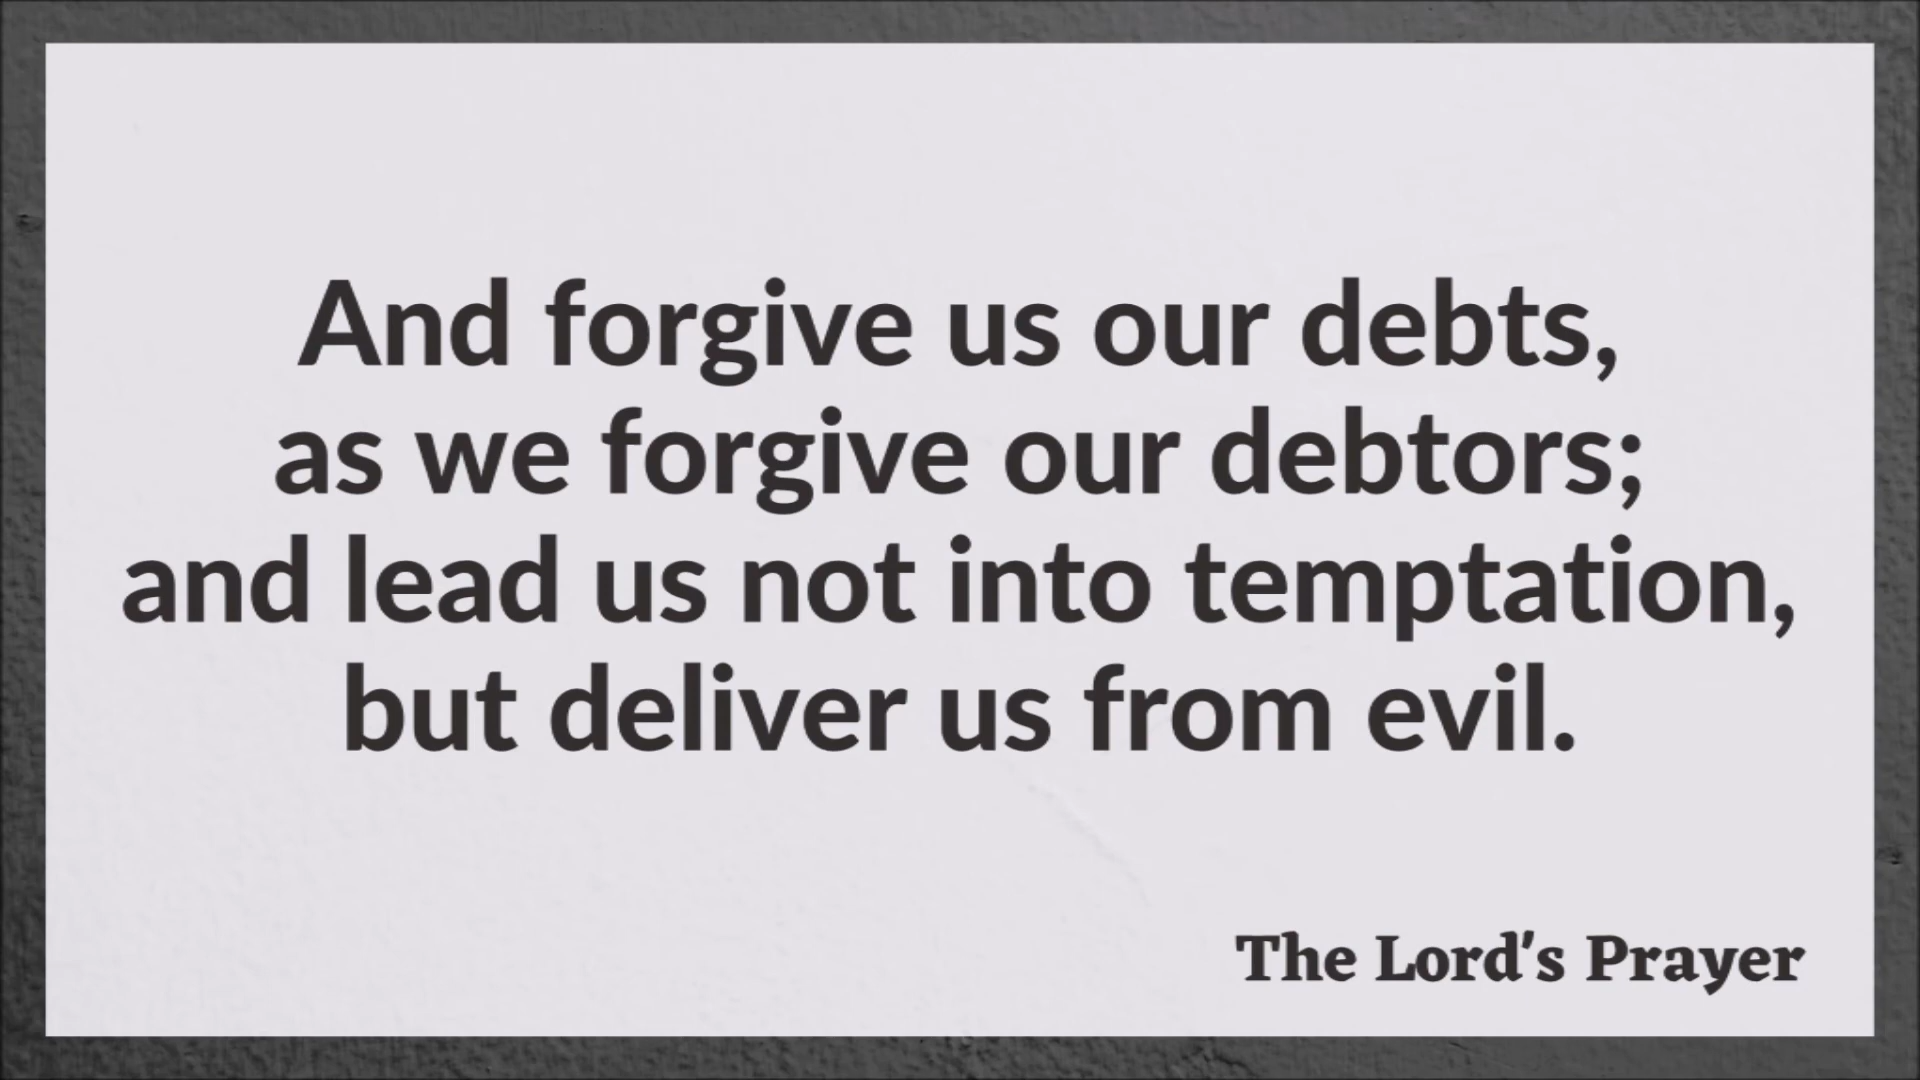 And forgive us our debts,
as we forgive our debtors;
and lead us not into temptation,
but deliver us from evil.
The Lord's Prayer